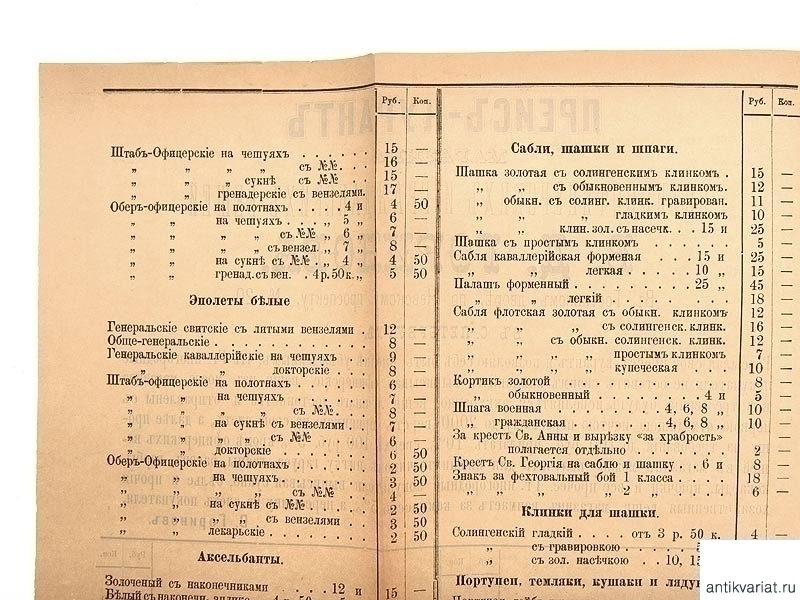 Руб. Коп.
Штабъ-Офицерскіе на чешуяхъ . . . . . . 15 —
„ „ „ „ съ №№ . . . 16 —
„ „ „ сукнѣ съ №№ . . . 15 —
„ „ гренадерскіе съ вензелями. 17 —
Оберъ-офицерскіе на полотнахъ . . . . 4 и 4 50
„ „ на чешуяхъ . . . „ 5 „ 6 —
„ „ „ „ съ №№ „ 6 „ 7 —
„ „ „ „ съ вензел. „ 7 „ 8 —
„ „ на сукнѣ съ №№ . „ 4 „ 4 50
„ „ гренад. съ вен. . 4 р. 50 к. „ 5 50
Эполеты бѣлые
Генеральскіе свитскіе съ литыми вензелями . 12 —
Обще-генеральскіе . . . . . . . . . 8 —
Генеральскіе каваллерійскіе на чешуяхъ . . . 9 —
„ докторскіе . . . . . . 8 —
Штабъ-офицерскіе на полотнахъ . . . . . 6 —
„ „ на чешуяхъ . . . . . . 7 —
„ „ „ „ съ №№. . . 8 —
„ „ на сукнѣ съ вензелями . . 7 —
„ „ „ „ съ №№ . . . 6 —
„ докторскіе . . . . . . 6 50
Оберъ-Офицерскіе на полотнахъ . . . . . 2 50
„ „ на чешуяхъ . . . . . . 3 50
„ „ „ „ съ №№ . . . 4 —
„ „ на сукнѣ съ №№ . . . . 2 50
„ „ „ „ съ вензелями . . 3 50
„ „ лекарьскіе . . . . . . 2 50
Аксельбанты.
Золоченый съ наконечниками . . . . 12 и 15 —
Руб. Коп.
Сабли, шашки и шпаги.
Шашка золотая съ солингенскимъ клинкомъ . 15 —
„ „ съ обыкновеннымъ клинкомъ. 12 —
„ обыкн. съ солинг. клинк. гравирован. 11 —
„ „ „ гладкимъ клинкомъ 10 —
„ „ клин. зол. съ насечк. . . 15 и 25 —
Шашка съ простымъ клинкомъ . . . . . 5 —
Сабля каваллерійская форменая . . . 15 и 25 —
„ „ легкая . . . . 10 „ 15 —
Палашъ форменный . . . . . . . 25 „ 45 —
„ легкій . . . . . . . . 18 —
Сабля флотская золотая съ обыкн. клинкомъ 12 —
„ „ „ съ солингенск. клинк. 16 —
„ „ съ обыкн. солингенск. клинк. 12 —
„ „ „ простымъ клинкомъ 7 —
„ „ купеческая . . . . 10 —
Кортикъ золотой . . . . . . . . . 8 —
„ обыкновенный . . . . . . 4 и 5 —
Шпага военная . . . . . . . 4, 6, 8 „ 10 —
„ гражданская . . . . . 4, 6, 8 „ 10 —
За крестъ Св. Анны и вырѣзку «за храбрость»
полагается отдѣльно . . . . . 2 —
Крестъ Св. Георгія на саблю и шашку . . 6 и 8 —
Знакъ за фехтовальный бой 1 класса . . . . 18 —
„ „ „ „ 2 „ . . . . 6 —
Клинки для шашки.
Солингенскій гладкій . . . . . отъ 3 р. 50 к. 4 —
„ съ гравировкою . . . .
„ съ зол. насѣчкою . . 10,
Портупеи, темляки, кушаки и
antikvariat.ru